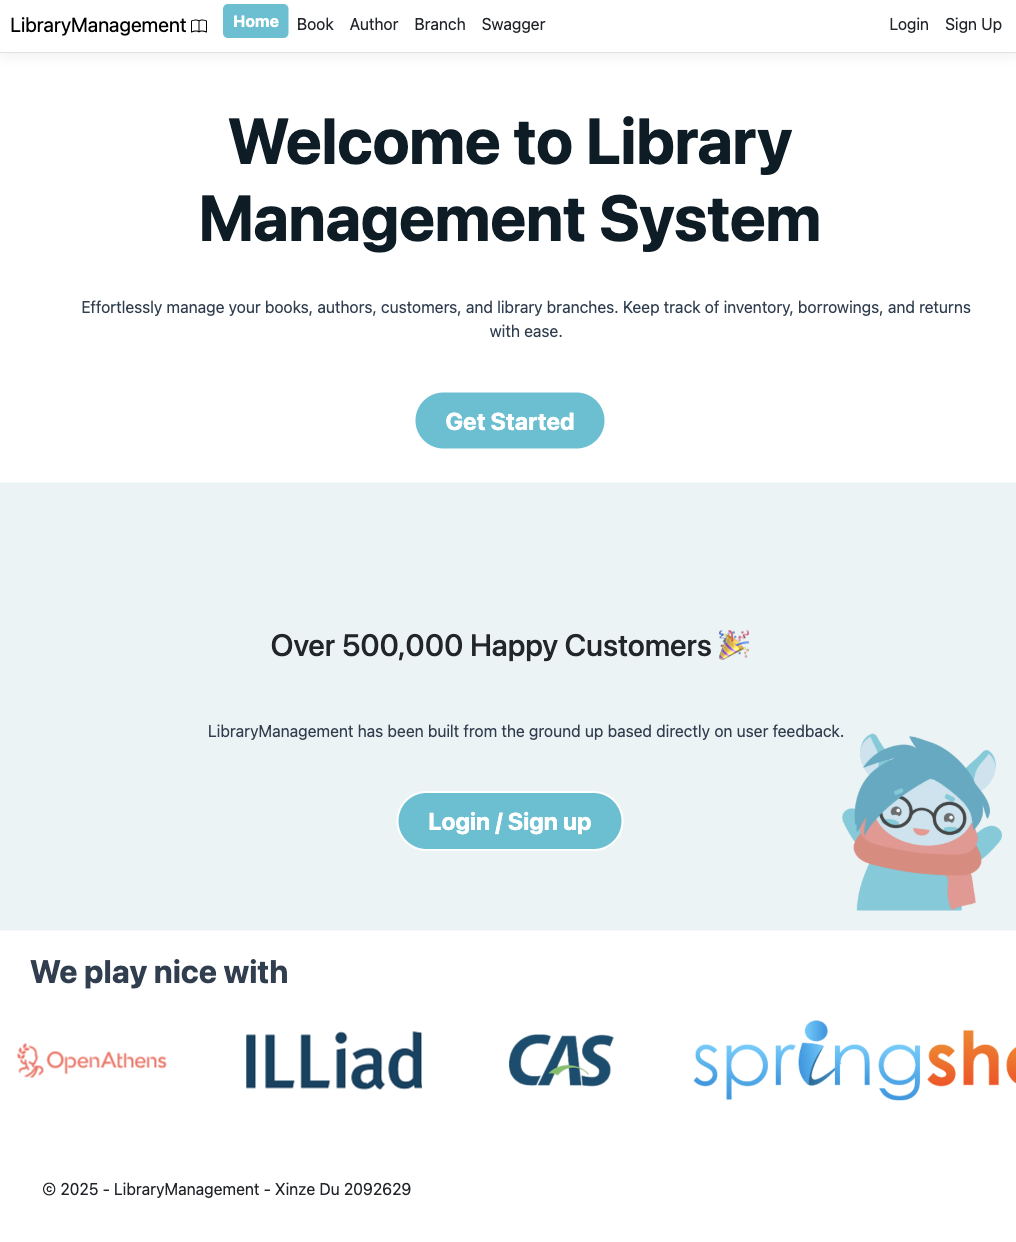 LibraryManagement Home Book Author Branch Swagger Login Sign Up
Welcome to Library
Management System
Effortlessly manage your books, authors, customers, and library branches. Keep track of inventory, borrowings, and returns
with ease.
Get Started
Over 500,000 Happy Customers 🎉
LibraryManagement has been built from the ground up based directly on user feedback.
Login / Sign up
We play nice with
OpenAthens ILLiad CAS springsh
© 2025 - LibraryManagement - Xinze Du 2092629